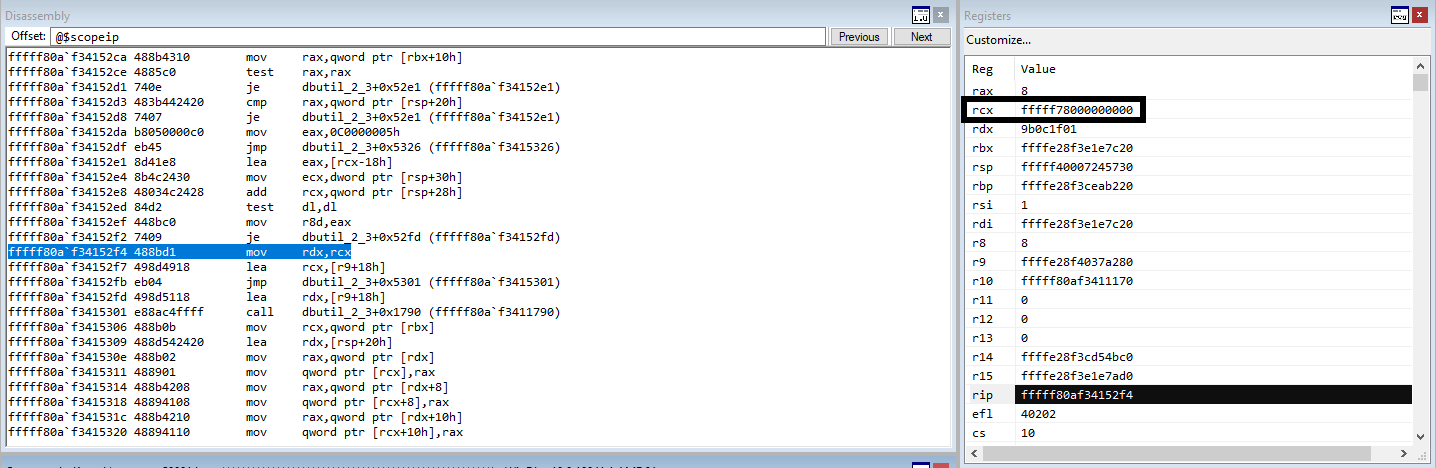 Disassembly
Offset: @$scopeip Previous Next
fffff80a`f34152ca 488b4310 mov rax,qword ptr [rbx+10h]
fffff80a`f34152ce 4885c0 test rax,rax
fffff80a`f34152d1 740e je dbutil_2_3+0x52e1 (fffff80a`f34152e1)
fffff80a`f34152d3 483b442420 cmp rax,qword ptr [rsp+20h]
fffff80a`f34152d8 7407 je dbutil_2_3+0x52e1 (fffff80a`f34152e1)
fffff80a`f34152da b8050000c0 mov eax,0C0000005h
fffff80a`f34152df eb45 jmp dbutil_2_3+0x5326 (fffff80a`f3415326)
fffff80a`f34152e1 8d41e8 lea eax,[rcx-18h]
fffff80a`f34152e4 8b4c2430 mov ecx,dword ptr [rsp+30h]
fffff80a`f34152e8 48034c2428 add rcx,qword ptr [rsp+28h]
fffff80a`f34152ed 84d2 test dl,dl
fffff80a`f34152ef 448bc0 mov r8d,eax
fffff80a`f34152f2 7409 je dbutil_2_3+0x52fd (fffff80a`f34152fd)
fffff80a`f34152f4 488bd1 mov rdx,rcx
fffff80a`f34152f7 498d4918 lea rcx,[r9+18h]
fffff80a`f34152fb eb04 jmp dbutil_2_3+0x5301 (fffff80a`f3415301)
fffff80a`f34152fd 498d5118 lea rdx,[r9+18h]
fffff80a`f3415301 e88ac4ffff call dbutil_2_3+0x1790 (fffff80a`f3411790)
fffff80a`f3415306 488b0b mov rcx,qword ptr [rbx]
fffff80a`f3415309 488d542420 lea rdx,[rsp+20h]
fffff80a`f341530e 488b02 mov rax,qword ptr [rdx]
fffff80a`f3415311 488901 mov qword ptr [rcx],rax
fffff80a`f3415314 488b4208 mov rax,qword ptr [rdx+8]
fffff80a`f3415318 48894108 mov qword ptr [rcx+8],rax
fffff80a`f341531c 488b4210 mov rax,qword ptr [rdx+10h]
fffff80a`f3415320 48894110 mov qword ptr [rcx+10h],rax
Registers
Customize...
Reg Value
rax 8
rcx fffff78000000000
rdx 9b0c1f01
rbx ffffe28f3e1e7c20
rsp fffff40007245730
rbp ffffe28f3ceab220
rsi 1
rdi ffffe28f3e1e7c20
r8 8
r9 ffffe28f4037a280
r10 fffff80af3411170
r11 0
r12 0
r13 0
r14 ffffe28f3cd54bc0
r15 ffffe28f3e1e7ad0
rip fffff80af34152f4
efl 40202
cs 10